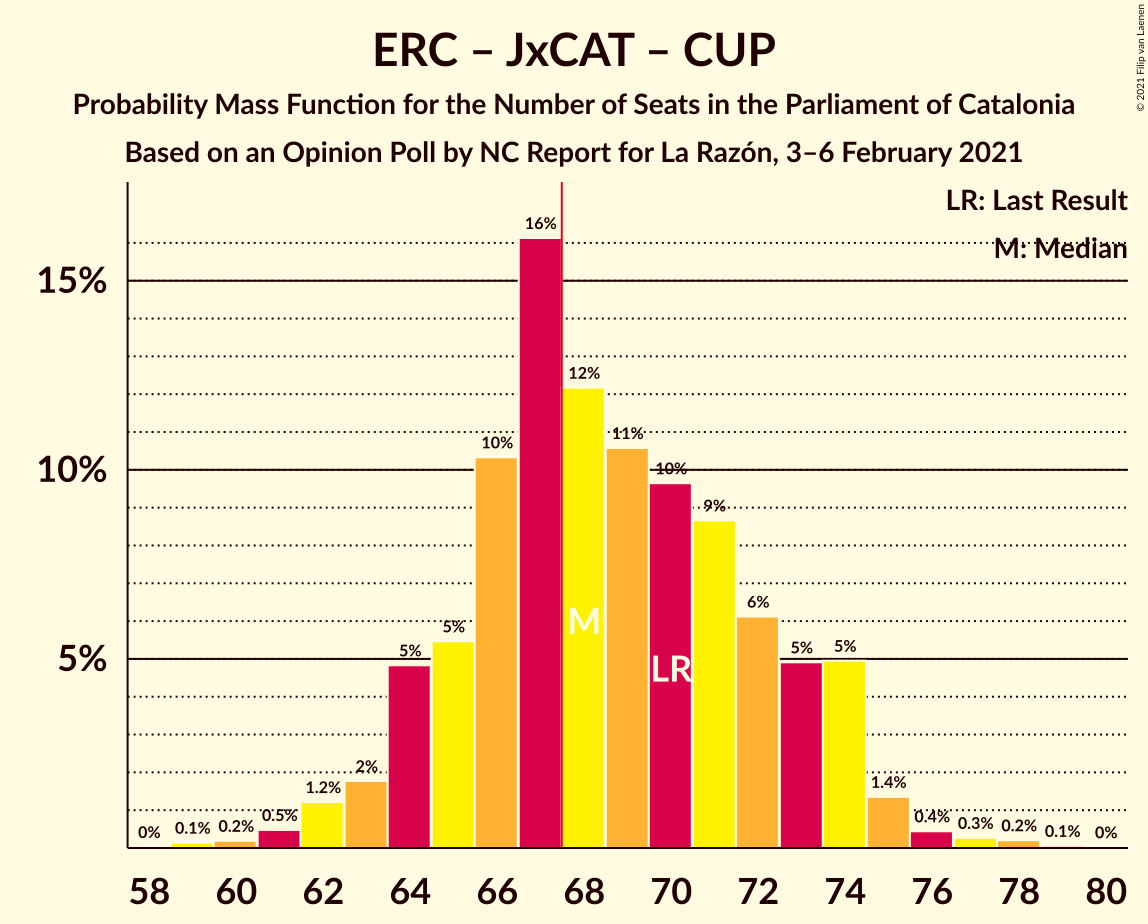 ERC – JxCAT – CUP
Probability Mass Function for the Number of Seats in the Parliament of Catalonia
Based on an Opinion Poll by NC Report for La Razón, 3–6 February 2021
© 2021 Filip van Laenen
LR: Last Result
M: Median
15%
10%
5%
0%
0.1%
0.2%
0.5%
1.2%
2%
5%
5%
10%
16%
12%
11%
10%
9%
6%
5%
5%
1.4%
0.4%
0.3%
0.2%
0.1%
0%
M
LR
58 60 62 64 66 68 70 72 74 76 78 80